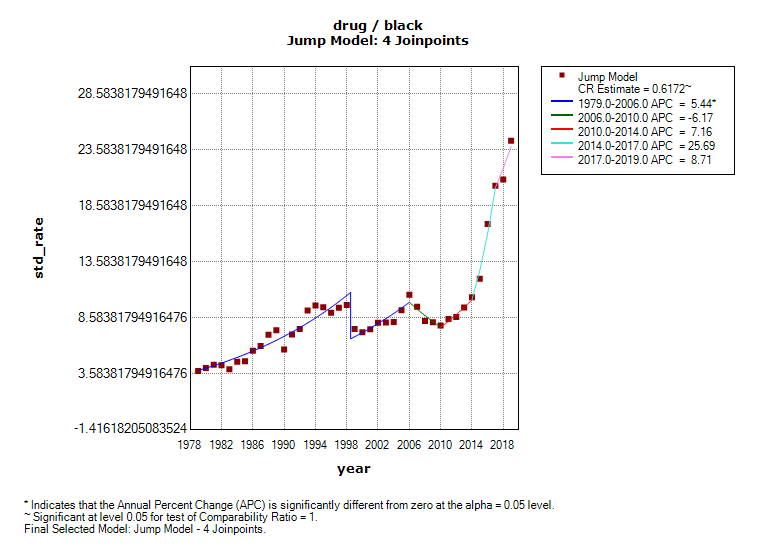 drug / black
Jump Model: 4 Joinpoints
28.5838179491648
23.5838179491648
18.5838179491648
13.5838179491648
8.58381794916476
3.58381794916476
-1.41618205083524
std_rate
1978 1982 1986 1990 1994 1998 2002 2006 2010 2014 2018
year
Jump Model
CR Estimate = 0.6172~
1979.0-2006.0 APC = 5.44*
2006.0-2010.0 APC = -6.17
2010.0-2014.0 APC = 7.16
2014.0-2017.0 APC = 25.69
2017.0-2019.0 APC = 8.71
* Indicates that the Annual Percent Change (APC) is significantly different from zero at the alpha = 0.05 level.
~ Significant at level 0.05 for test of Comparability Ratio = 1.
Final Selected Model: Jump Model - 4 Joinpoints.